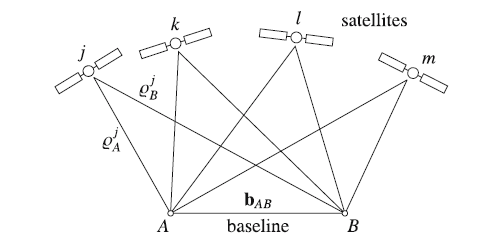 j
k
l
satellites
m
ϱ_B^j
ϱ_A^j
b_AB
A
baseline
B